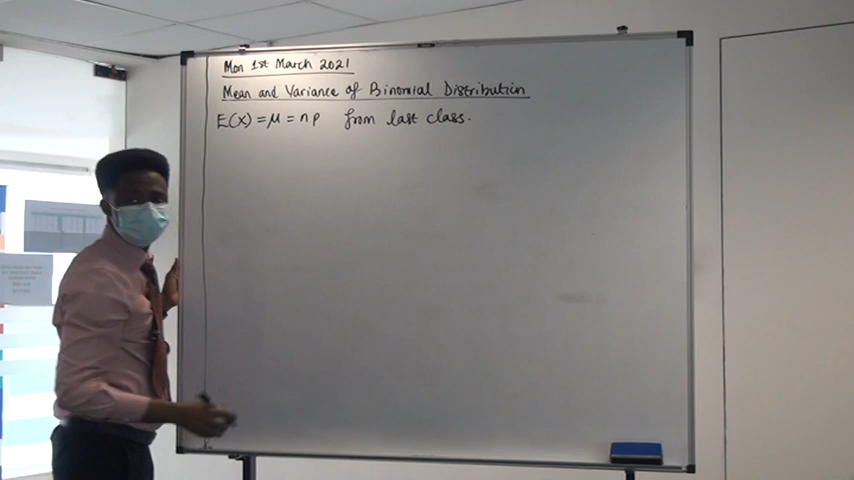 Mon 1st March 2021
Mean and Variance of Binomial Distribution
E(X) = μ = np from last class.